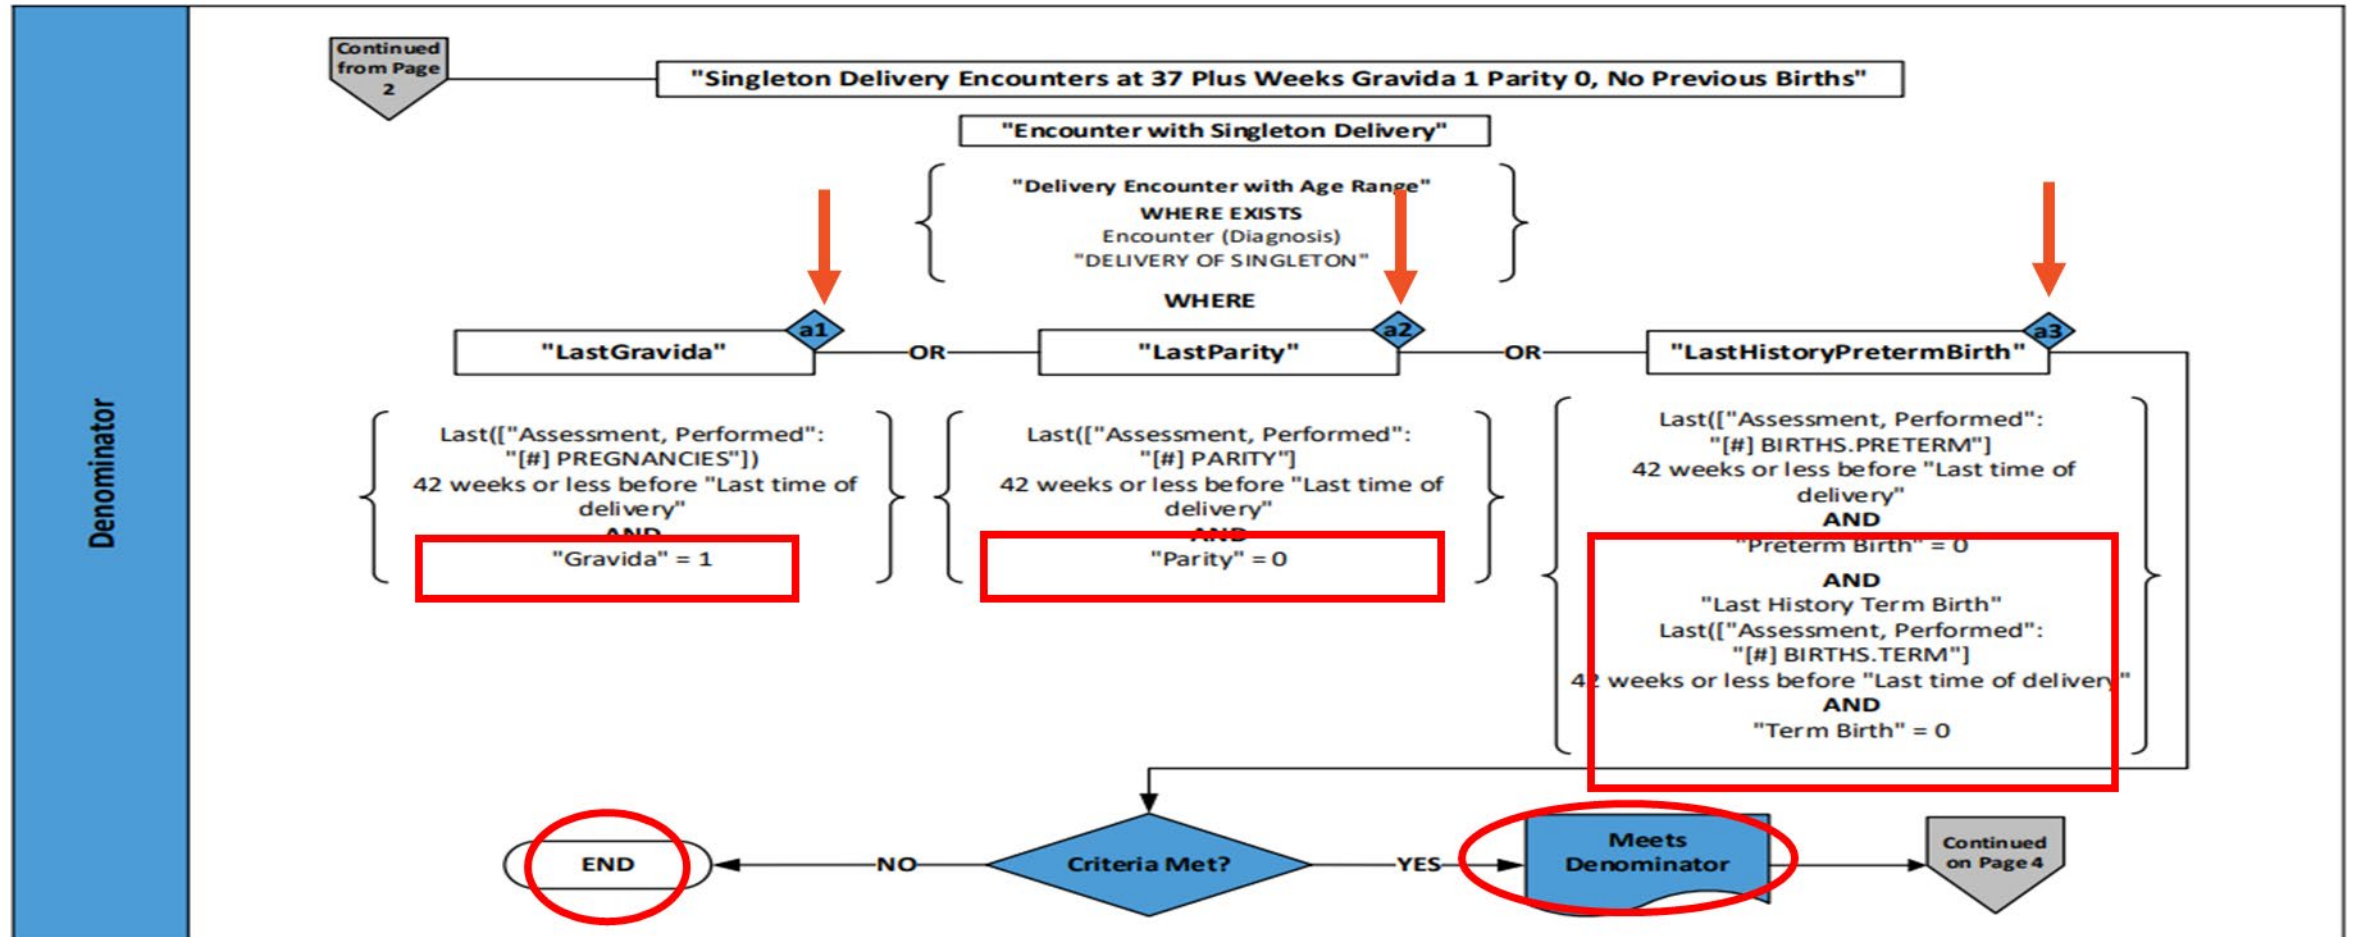 Denominator
Continued
from Page
2
"Singleton Delivery Encounters at 37 Plus Weeks Gravida 1 Parity 0, No Previous Births"
"Encounter with Singleton Delivery"
"Delivery Encounter with Age Range"
WHERE EXISTS
Encounter (Diagnosis)
"DELIVERY OF SINGLETON"
WHERE
a1
"LastGravida"
OR
a2
"LastParity"
OR
a3
"LastHistoryPretermBirth"
Last(["Assessment, Performed":
"[#] PREGNANCIES"])
42 weeks or less before "Last time of
delivery"
AND
"Gravida" = 1
Last(["Assessment, Performed":
"[#] PARITY"]
42 weeks or less before "Last time of
delivery"
AND
"Parity" = 0
Last(["Assessment, Performed":
"[#] BIRTHS.PRETERM"]
42 weeks or less before "Last time of
delivery"
AND
"Preterm Birth" = 0
AND
"Last History Term Birth"
Last(["Assessment, Performed":
"[#] BIRTHS.TERM"]
42 weeks or less before "Last time of delivery"
AND
"Term Birth" = 0
END
NO
Criteria Met?
YES
Meets
Denominator
Continued
on Page 4